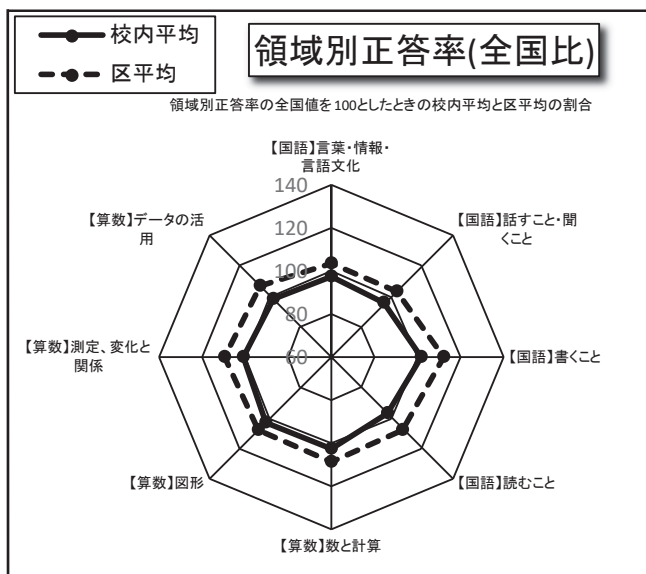 校内平均
区平均
領域別正答率(全国比)
領域別正答率の全国値を100としたときの校内平均と区平均の割合
【国語】言葉・情報・
言語文化
【国語】話すこと・聞
くこと
【国語】書くこと
【国語】読むこと
【算数】数と計算
【算数】図形
【算数】測定、変化と
関係
【算数】データの活
用
140
120
100
80
60